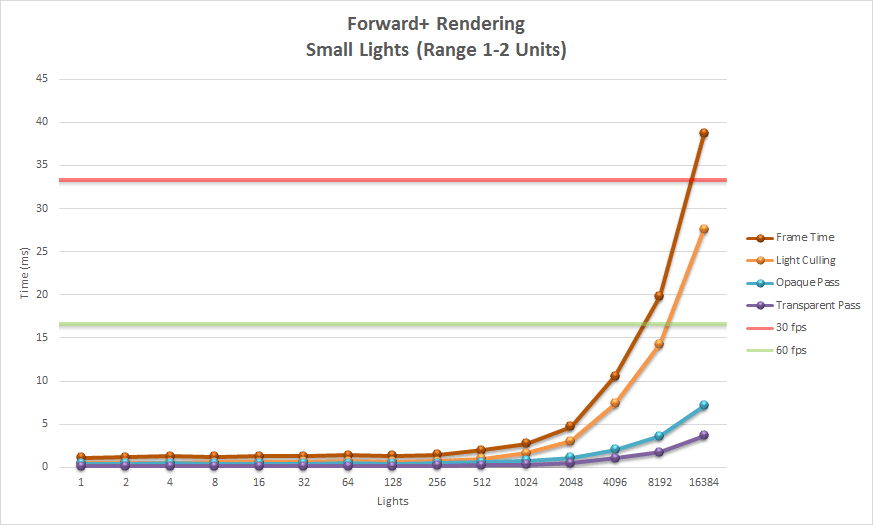 Forward+ Rendering
Small Lights (Range 1-2 Units)
45
40
35
30
25
20
15
10
5
0
Time (ms)
1 2 4 8 16 32 64 128 256 512 1024 2048 4096 8192 16384
Lights
Frame Time
Light Culling
Opaque Pass
Transparent Pass
30 fps
60 fps